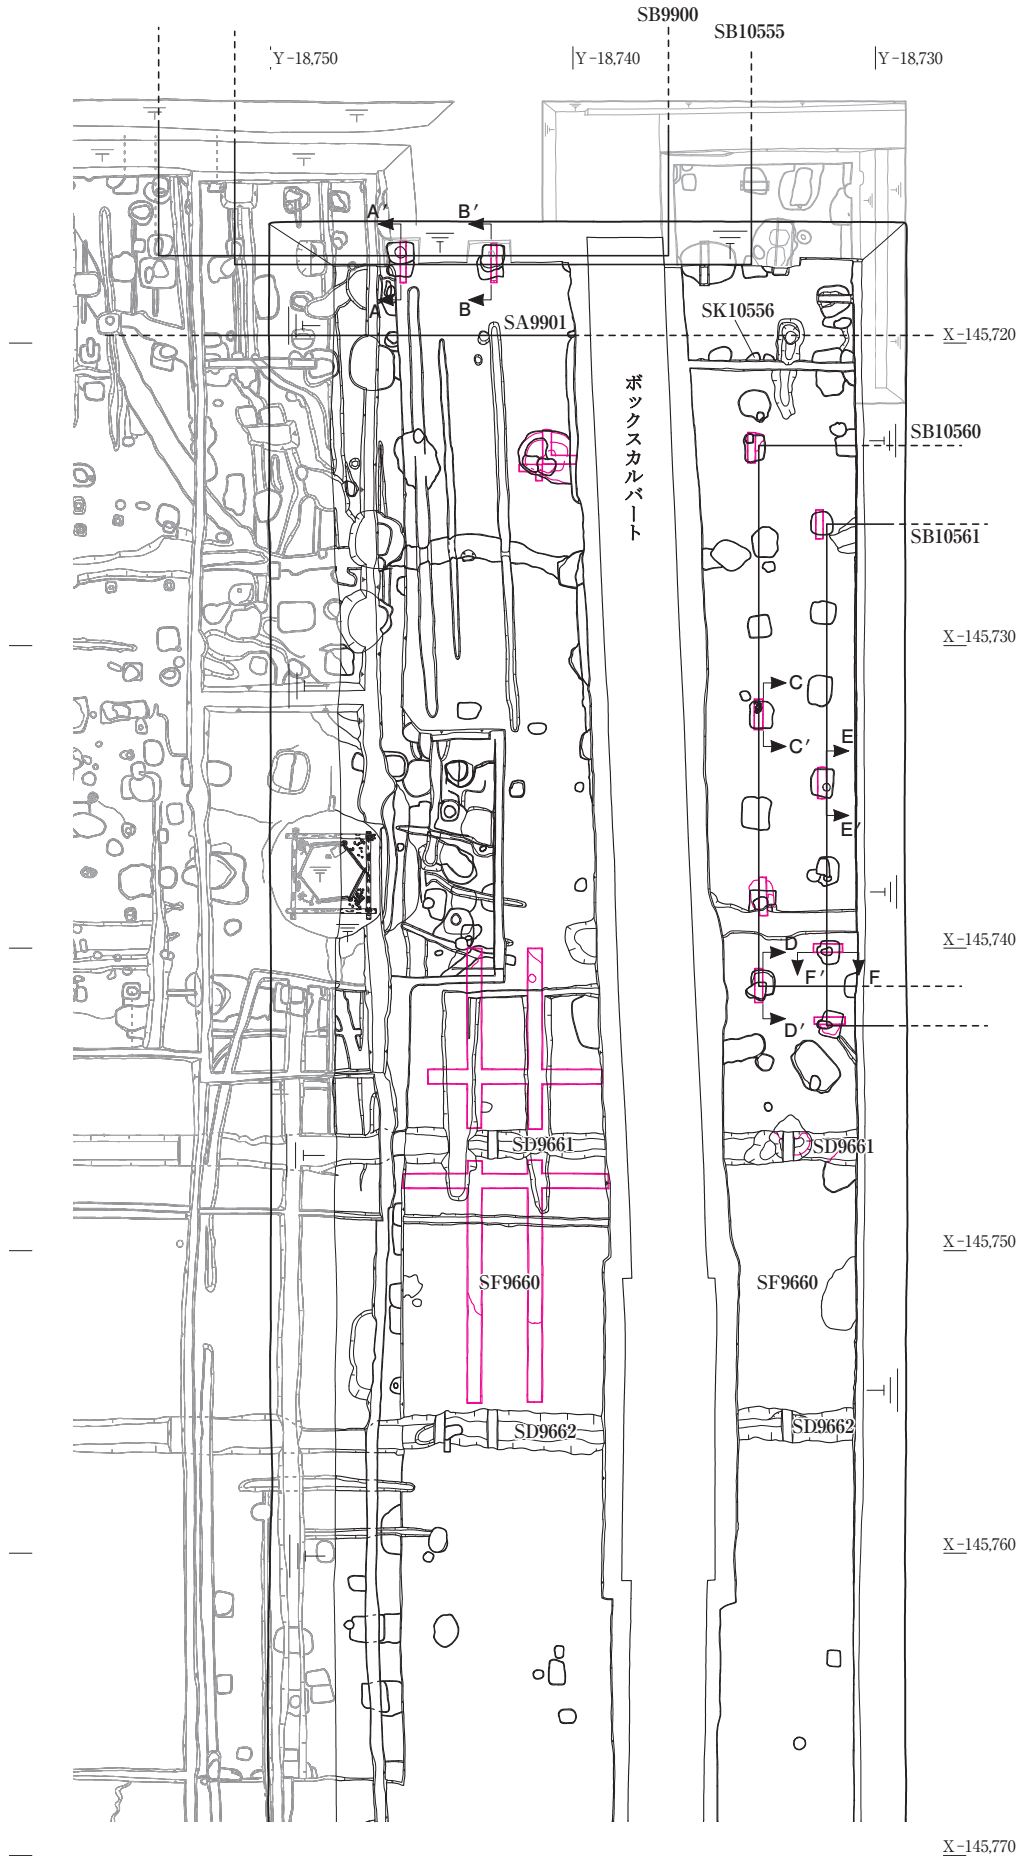 SB9900
SB10555
Y-18,750
Y-18,740
Y-18,730
A′
B′
A
B
SA9901
SK10556
X-145,720
ボックスカルバート
SB10560
SB10561
X-145,730
C
C′
E
E′
X-145,740
D
F′
F
D′
SD9661
SD9661
X-145,750
SF9660
SF9660
SD9662
SD9662
X-145,760
X-145,770